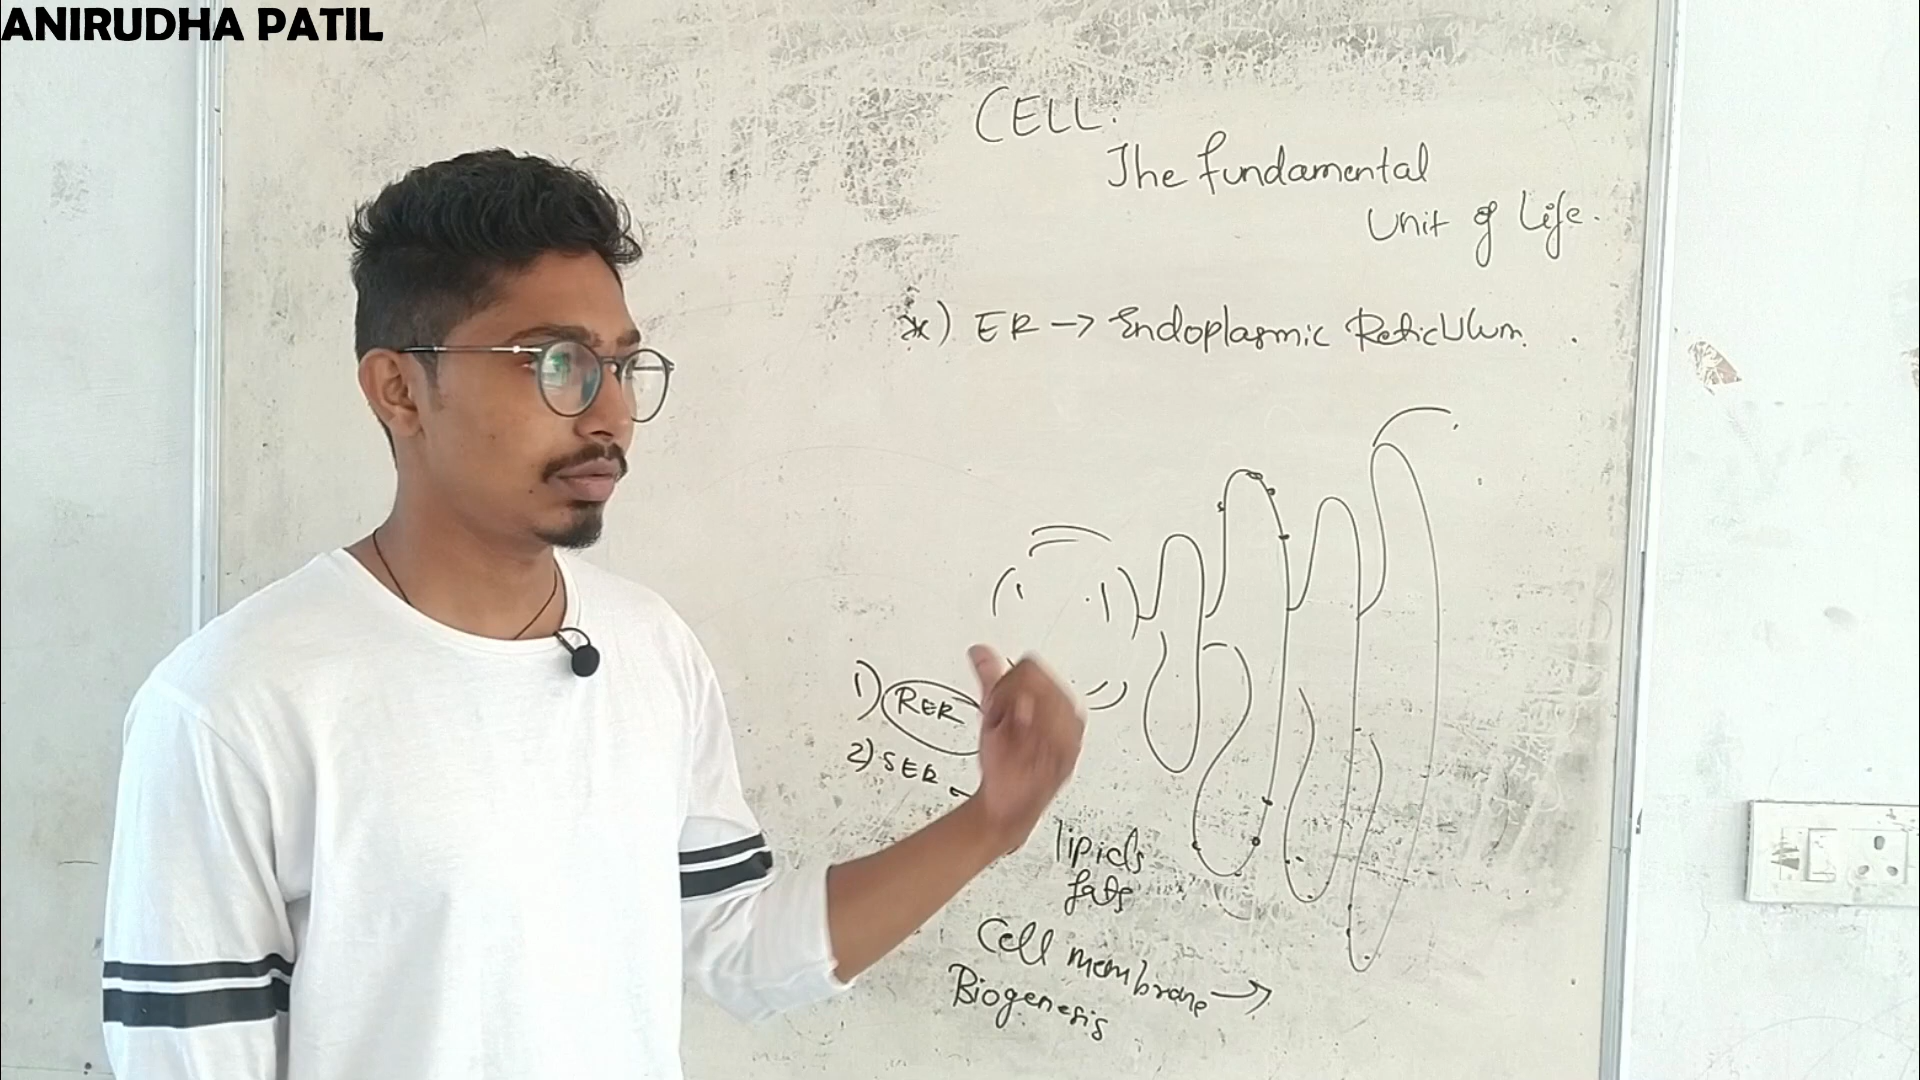 ANIRUDHA PATIL
CELL:
The fundamental
Unit of Life.
*) ER → Endoplasmic Reticulum.
1) RER
2) SER
lipids
fats
Cell membrane →
Biogenesis